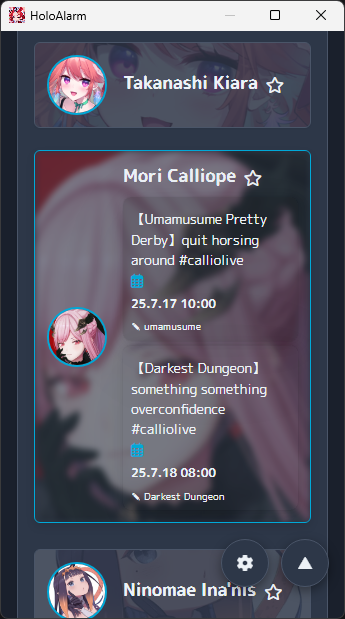 HoloAlarm
Takanashi Kiara
Mori Calliope
【Umamusume Pretty
Derby】quit horsing
around #calliolive
25.7.17 10:00
umamusume
【Darkest Dungeon】
something something
overconfidence
#calliolive
25.7.18 08:00
Darkest Dungeon
Ninomae Ina'nis